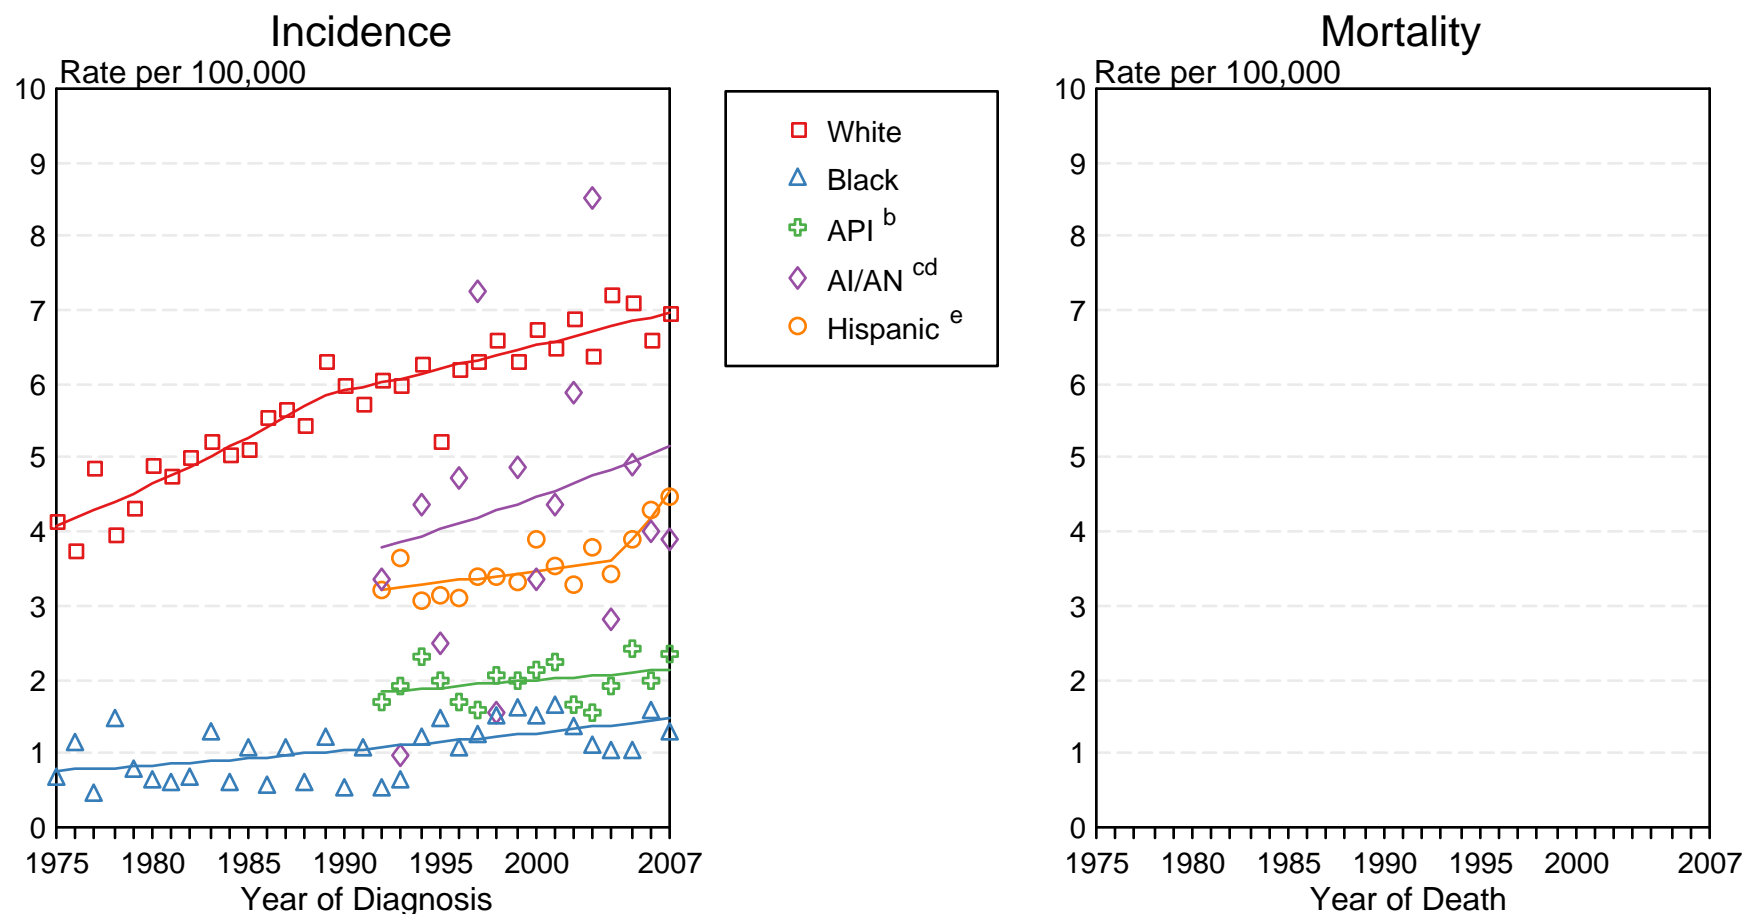 Incidence
Rate per 100,000
10
9
8
7
6
5
4
3
2
1
0
1975 1980 1985 1990 1995 2000 2007
Year of Diagnosis
White
Black
API b
AI/AN cd
Hispanic e
Mortality
Rate per 100,000
10
9
8
7
6
5
4
3
2
1
0
1975 1980 1985 1990 1995 2000 2007
Year of Death